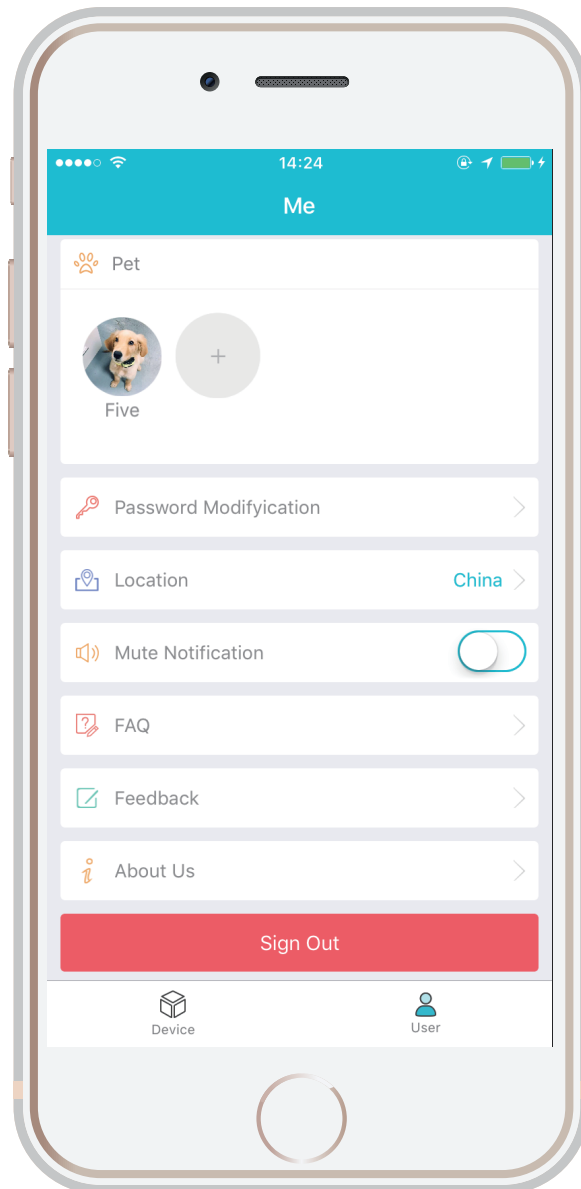 14:24
Me
Pet
+
Five
Password Modifyication
Location
China
Mute Notification
FAQ
Feedback
About Us
Sign Out
Device
User